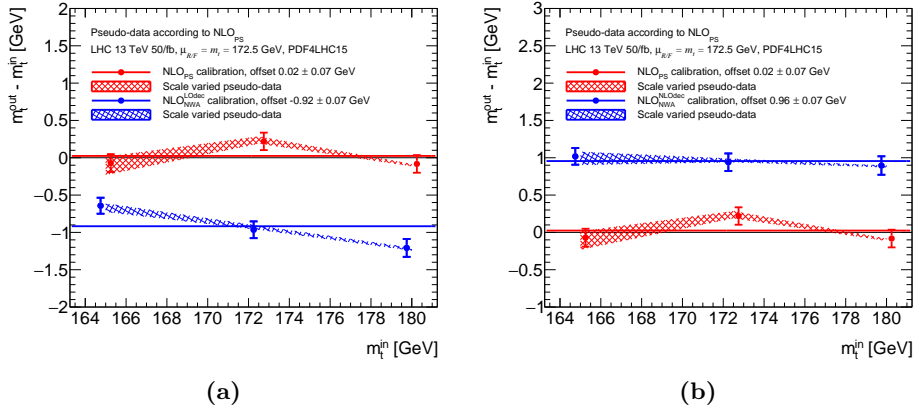 Pseudo-data according to NLO_PS
LHC 13 TeV 50/fb, μ_R/F = m_t = 172.5 GeV, PDF4LHC15
NLO_PS calibration, offset 0.02 ± 0.07 GeV
Scale varied pseudo-data
NLO_NWA^LOdec calibration, offset -0.92 ± 0.07 GeV
Scale varied pseudo-data
m_t^out - m_t^in [GeV]
2
1.5
1
0.5
0
−0.5
−1
−1.5
−2
164 166 168 170 172 174 176 178 180
m_t^in [GeV]
(a)
Pseudo-data according to NLO_PS
LHC 13 TeV 50/fb, μ_R/F = m_t = 172.5 GeV, PDF4LHC15
NLO_PS calibration, offset 0.02 ± 0.07 GeV
Scale varied pseudo-data
NLO_NWA^NLOdec calibration, offset 0.96 ± 0.07 GeV
Scale varied pseudo-data
m_t^out - m_t^in [GeV]
3
2.5
2
1.5
1
0.5
0
−0.5
−1
164 166 168 170 172 174 176 178 180
m_t^in [GeV]
(b)